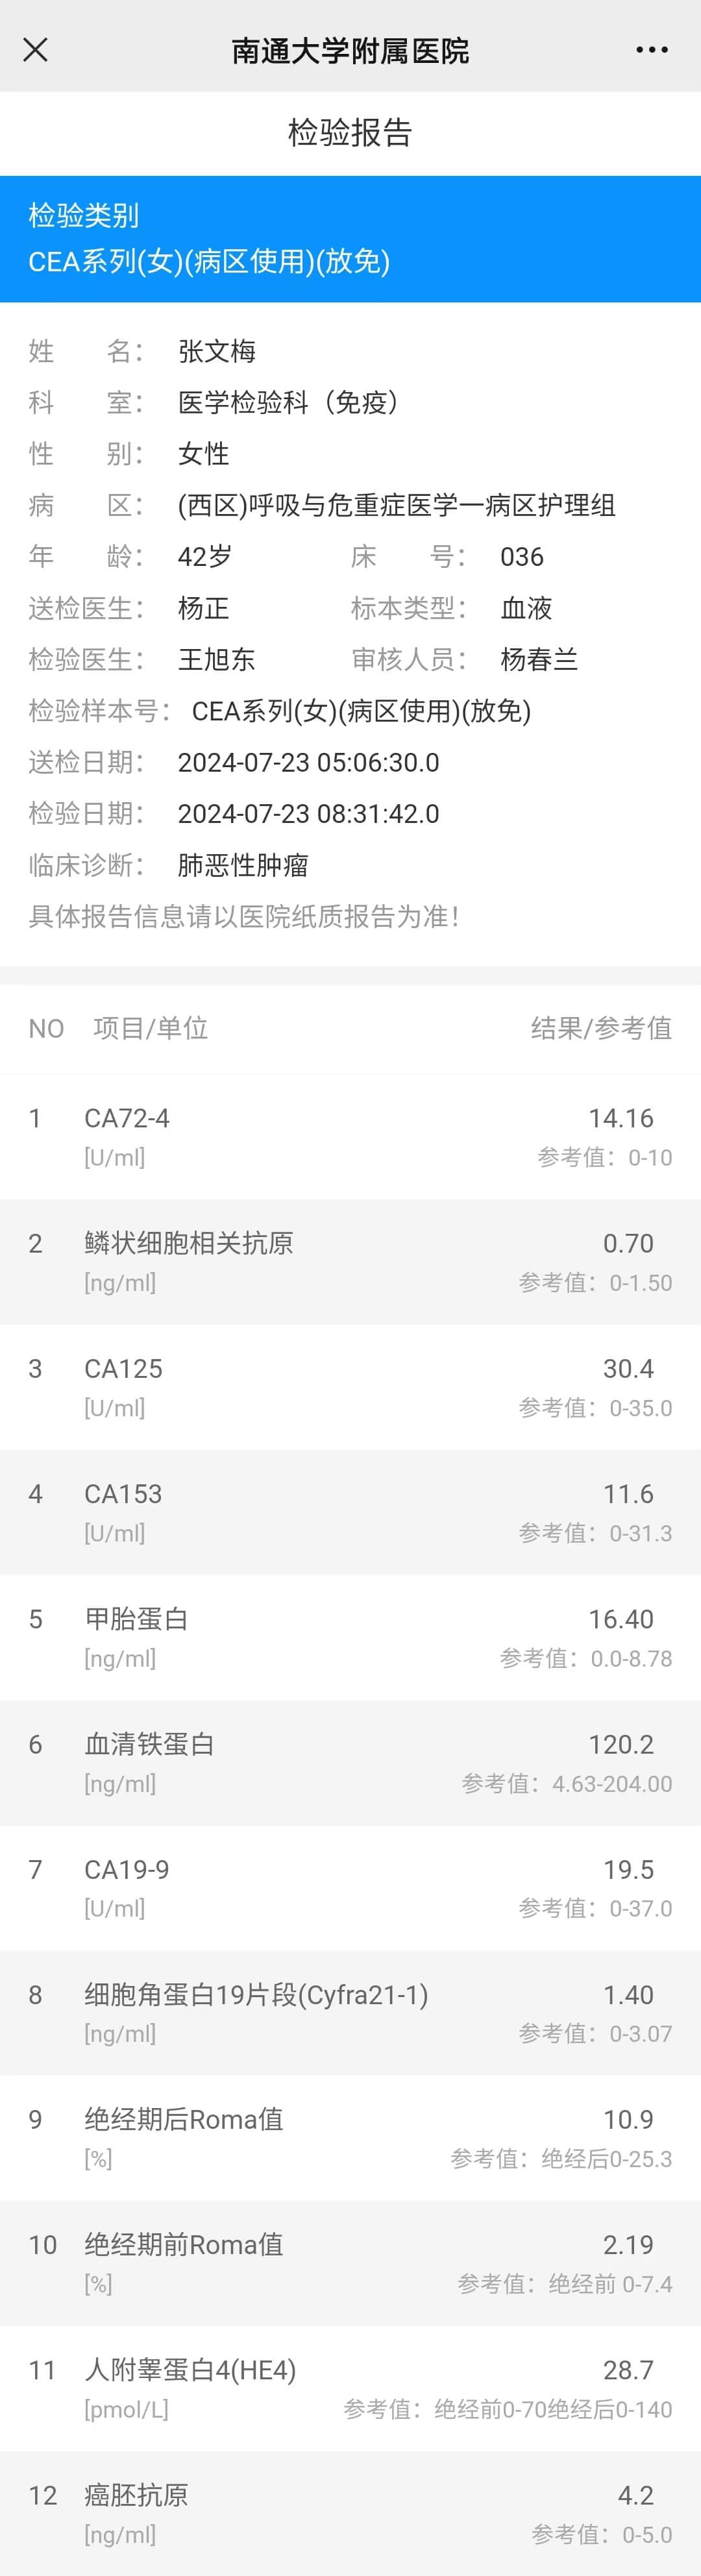 南通大学附属医院
检验报告
检验类别
CEA系列(女)(病区使用)(放免)
姓 名： 张文梅
科 室： 医学检验科（免疫）
性 别： 女性
病 区： (西区)呼吸与危重症医学一病区护理组
年 龄： 42岁 床 号： 036
送检医生： 杨正 标本类型： 血液
检验医生： 王旭东 审核人员： 杨春兰
检验样本号： CEA系列(女)(病区使用)(放免)
送检日期： 2024-07-23 05:06:30.0
检验日期： 2024-07-23 08:31:42.0
临床诊断： 肺恶性肿瘤
具体报告信息请以医院纸质报告为准！
NO 项目/单位 结果/参考值
1 CA72-4 14.16
[U/ml] 参考值：0-10
2 鳞状细胞相关抗原 0.70
[ng/ml] 参考值：0-1.50
3 CA125 30.4
[U/ml] 参考值：0-35.0
4 CA153 11.6
[U/ml] 参考值：0-31.3
5 甲胎蛋白 16.40
[ng/ml] 参考值：0.0-8.78
6 血清铁蛋白 120.2
[ng/ml] 参考值：4.63-204.00
7 CA19-9 19.5
[U/ml] 参考值：0-37.0
8 细胞角蛋白19片段(Cyfra21-1) 1.40
[ng/ml] 参考值：0-3.07
9 绝经期后Roma值 10.9
[%] 参考值：绝经后0-25.3
10 绝经期前Roma值 2.19
[%] 参考值：绝经前 0-7.4
11 人附睾蛋白4(HE4) 28.7
[pmol/L] 参考值：绝经前0-70绝经后0-140
12 癌胚抗原 4.2
[ng/ml] 参考值：0-5.0